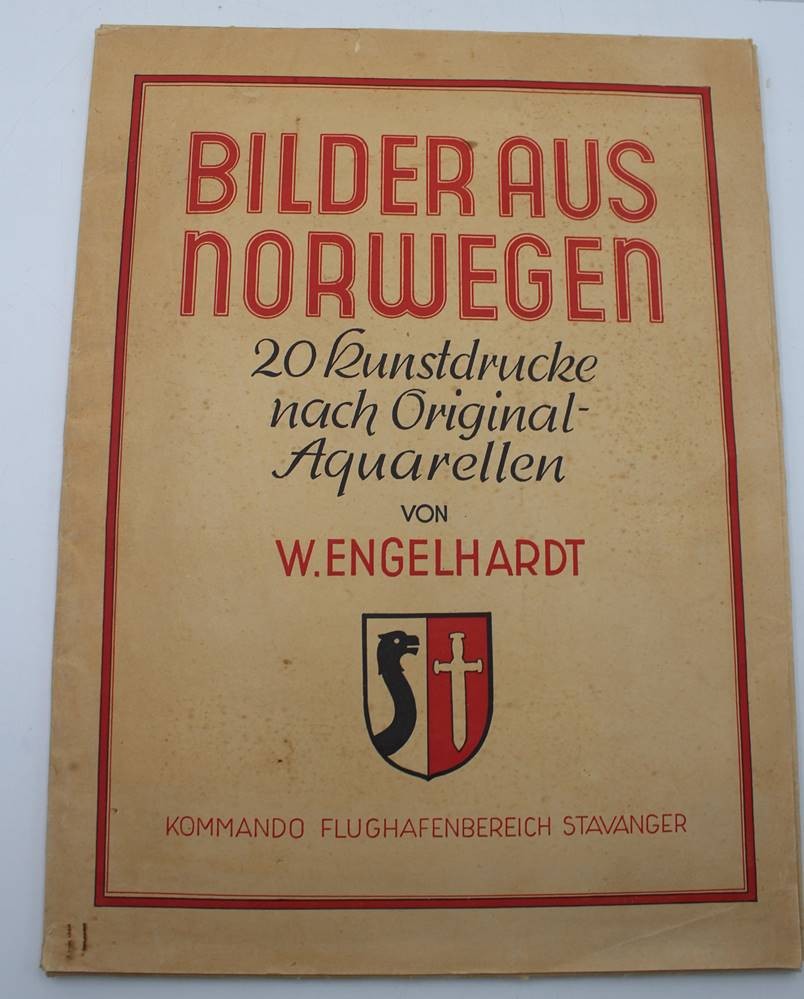 BILDER AUS
NORWEGEN
20 Kunstdrucke
nach Original-
Aquarellen
VON
W. ENGELHARDT
KOMMANDO FLUGHAFENBEREICH STAVANGER